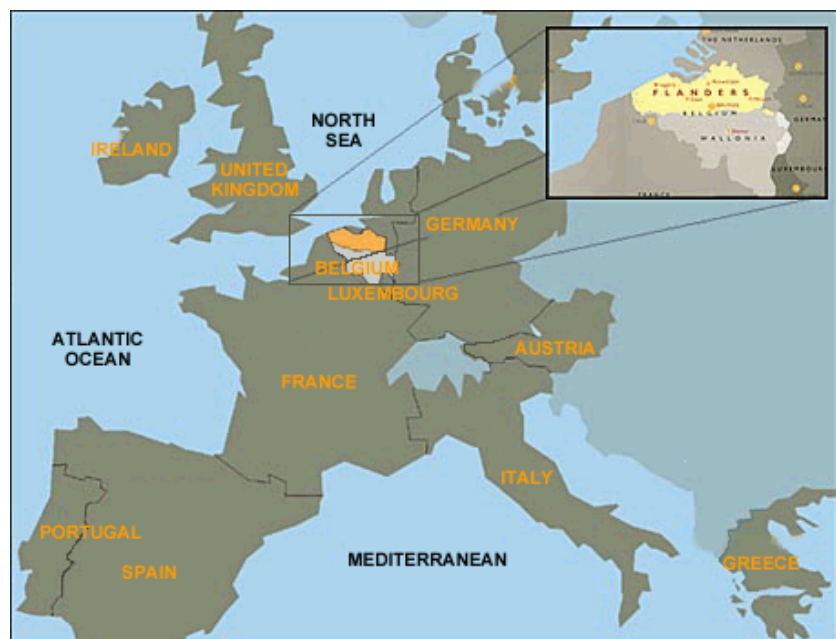 NORTH
SEA
IRELAND
UNITED
KINGDOM
GERMANY
BELGIUM
LUXEMBOURG
ATLANTIC
OCEAN
AUSTRIA
FRANCE
ITALY
PORTUGAL
SPAIN
MEDITERRANEAN
GREECE
THE NETHERLANDS
FLANDERS
BELGIUM
WALLONIA
GERMANY
LUXEMBOURG
FRANCE